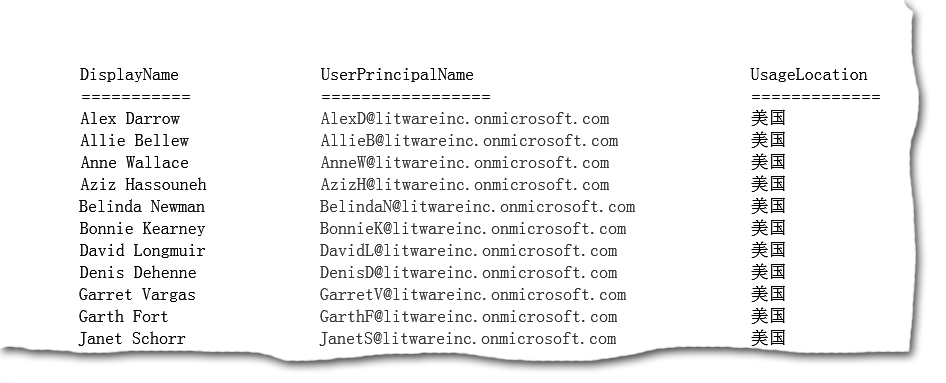 DisplayName UserPrincipalName UsageLocation
=========== ================= =============
Alex Darrow AlexD@litwareinc.onmicrosoft.com 美国
Allie Bellew AllieB@litwareinc.onmicrosoft.com 美国
Anne Wallace AnneW@litwareinc.onmicrosoft.com 美国
Aziz Hassouneh AzizH@litwareinc.onmicrosoft.com 美国
Belinda Newman BelindaN@litwareinc.onmicrosoft.com 美国
Bonnie Kearney BonnieK@litwareinc.onmicrosoft.com 美国
David Longmuir DavidL@litwareinc.onmicrosoft.com 美国
Denis Dehenne DenisD@litwareinc.onmicrosoft.com 美国
Garret Vargas GarretV@litwareinc.onmicrosoft.com 美国
Garth Fort GarthF@litwareinc.onmicrosoft.com 美国
Janet Schorr JanetS@litwareinc.onmicrosoft.com 美国